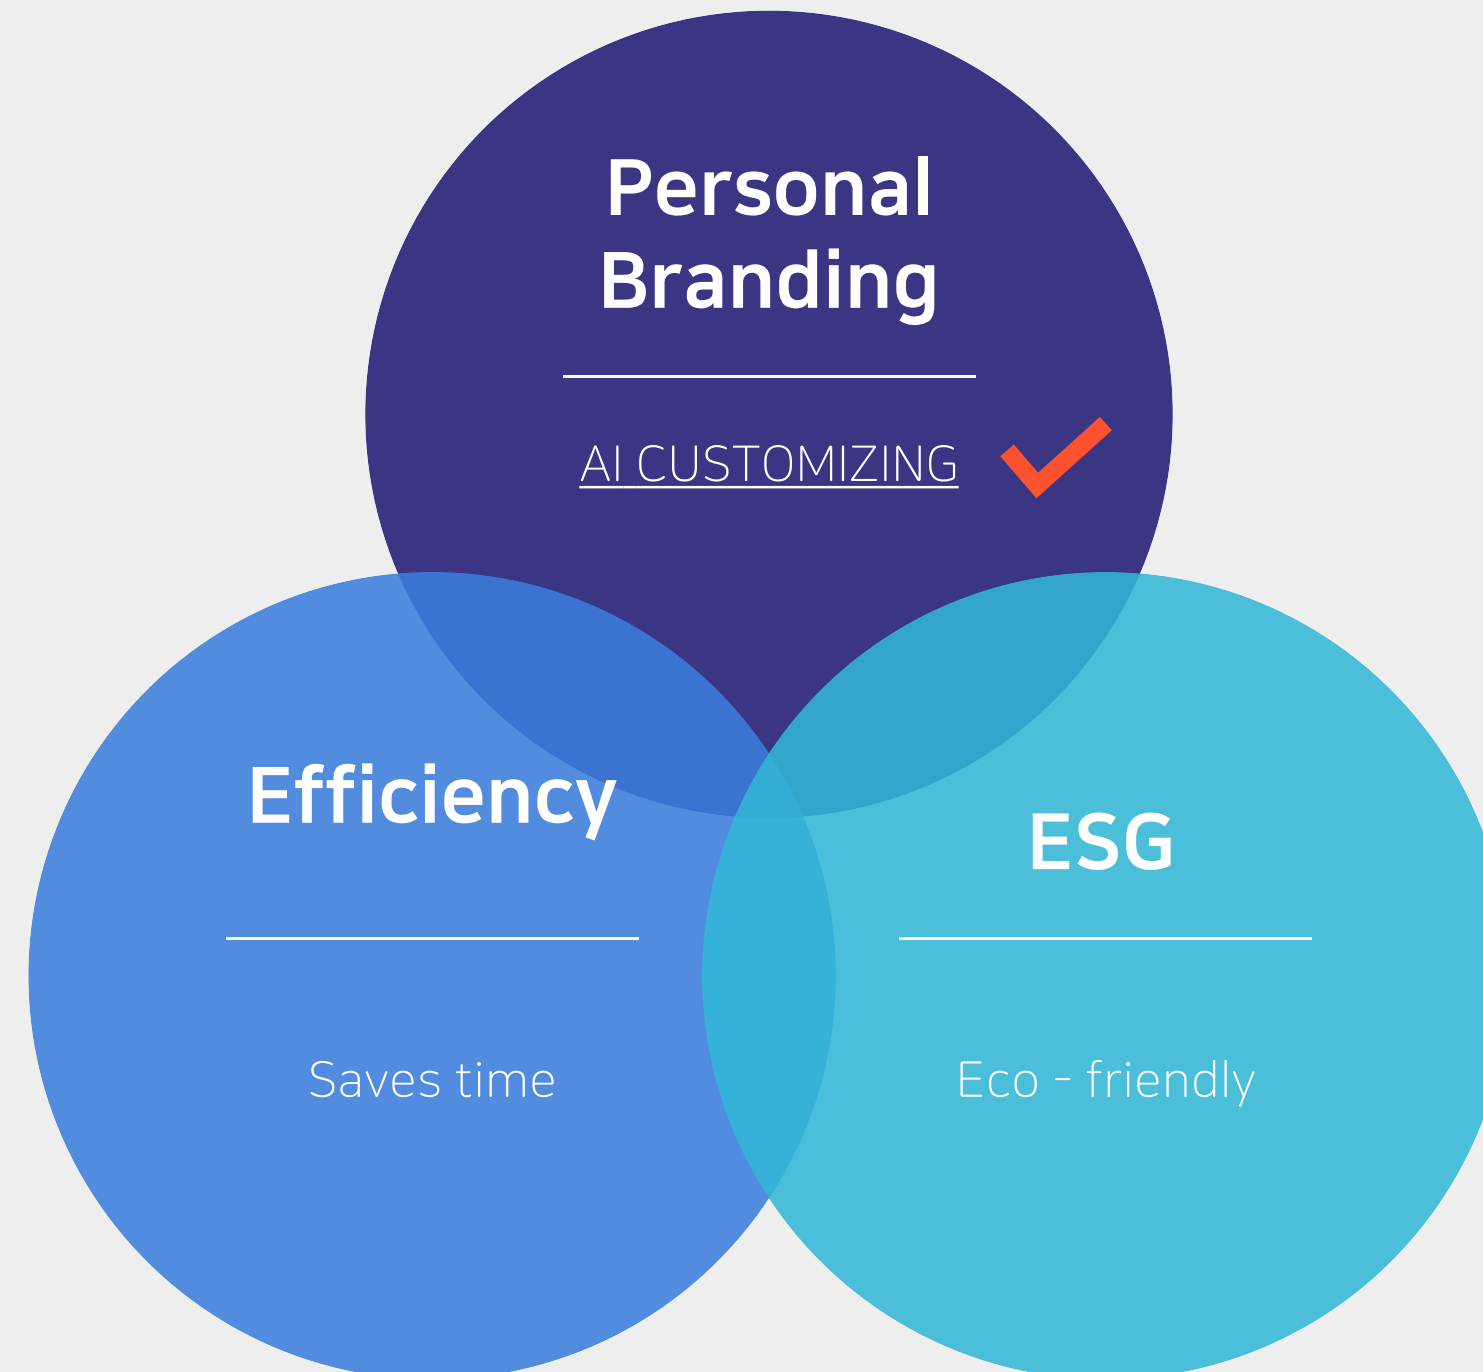 Personal
Branding
AI CUSTOMIZING
Efficiency
Saves time
ESG
Eco - friendly